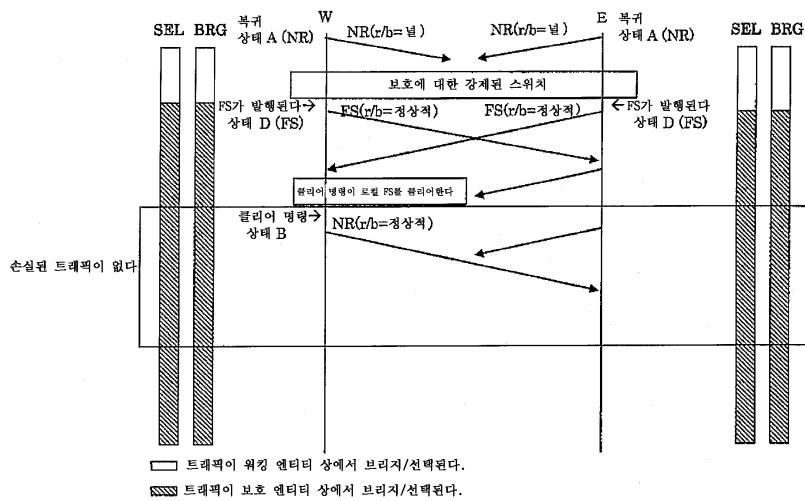 SEL BRG
복귀
상태 A (NR)
W
NR(r/b=널)
NR(r/b=널)
E
복귀
상태 A (NR)
SEL BRG
보호에 대한 강제된 스위치
FS가 발행된다→
상태 D (FS)
FS(r/b=정상적)
FS(r/b=정상적)
←FS가 발행된다
상태 D (FS)
클리어 명령이 로컬 FS를 클리어한다
클리어 명령→
상태 B
NR(r/b=정상적)
손실된 트래픽이 없다
트래픽이 워킹 엔티티 상에서 브리지/선택된다.
트래픽이 보호 엔티티 상에서 브리지/선택된다.